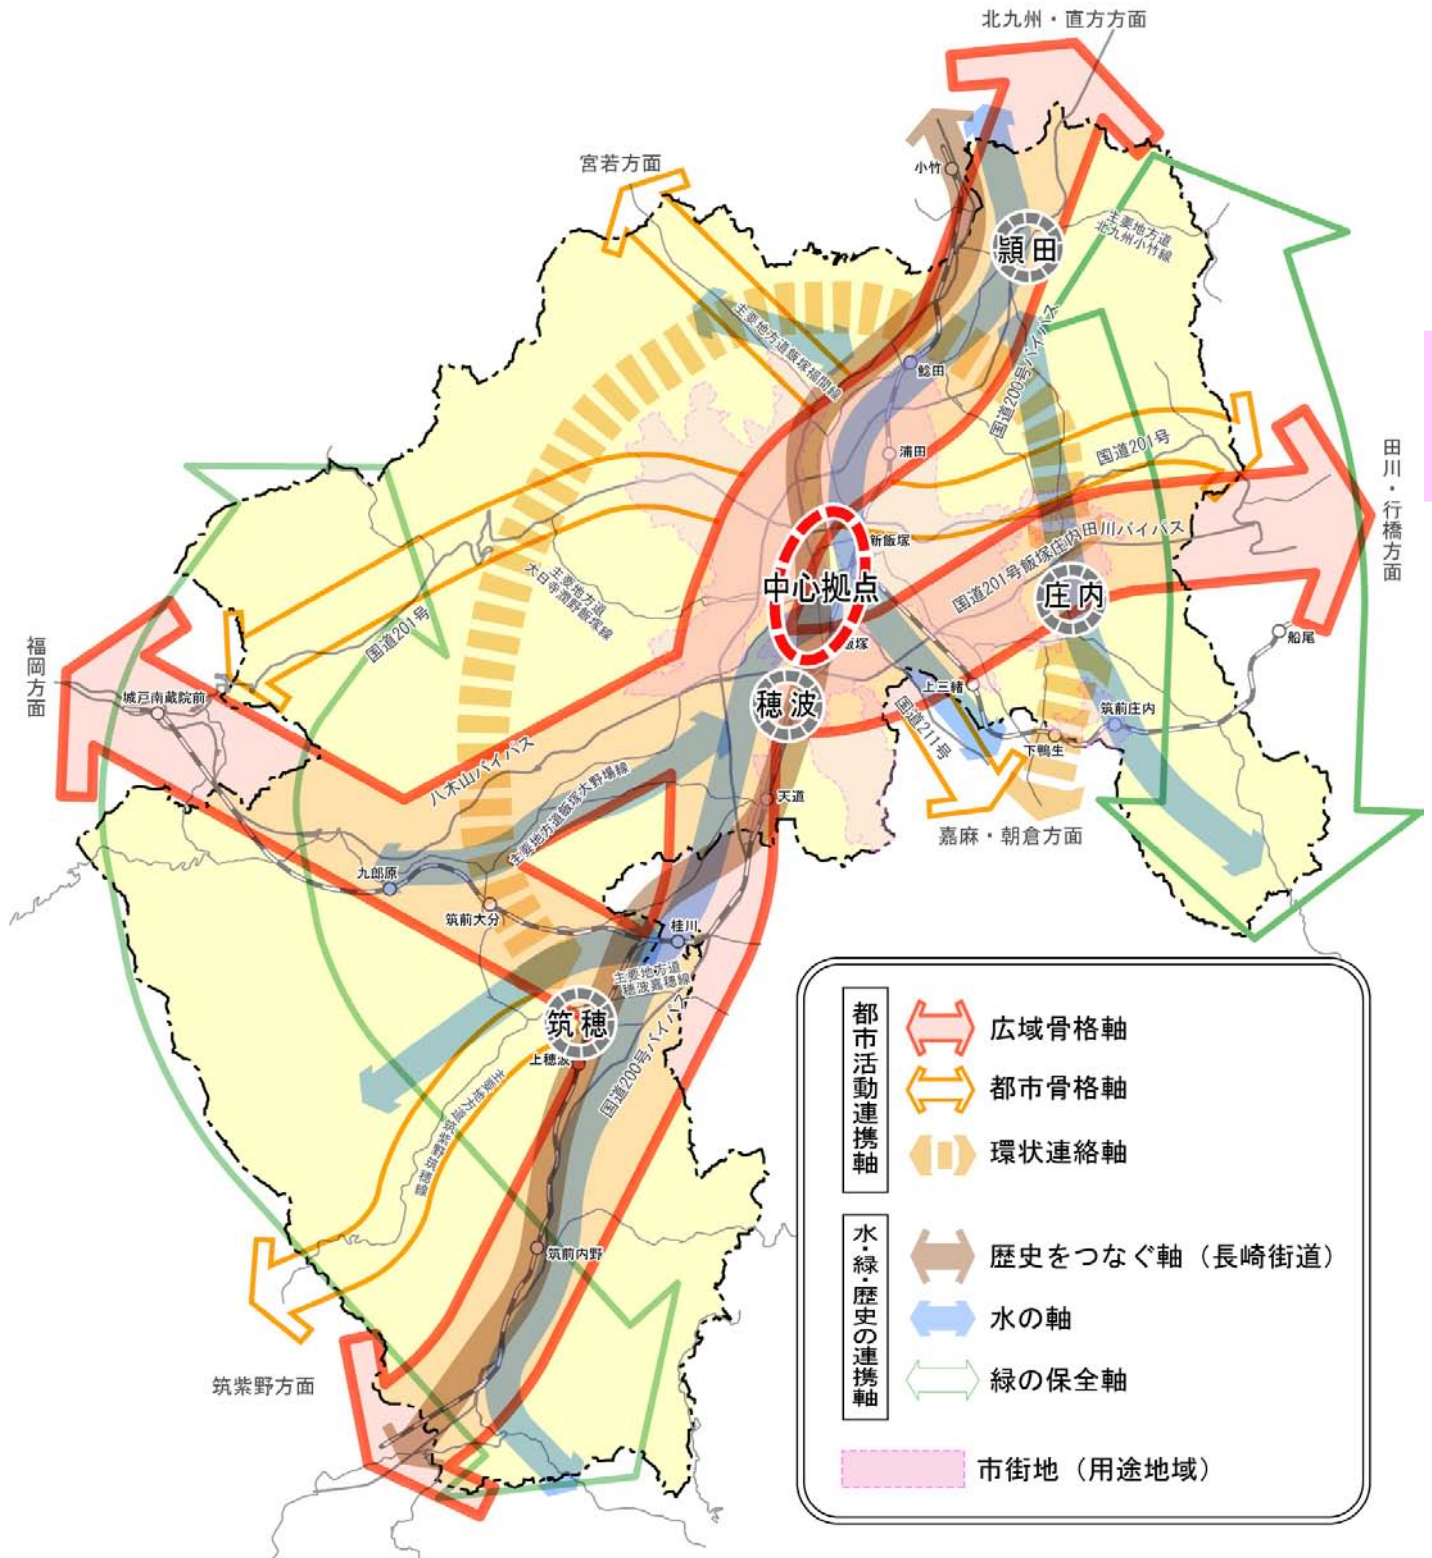 北九州・直方方面
宮若方面
小竹
頴田
主要地方道
北九州小竹線
主要地方道飯塚福間線
国道200号バイパス
鯰田
浦田
国道201号
田川・行橋方面
新飯塚
中心拠点
国道201号飯塚庄内田川バイパス
庄内
主要地方道
大日寺潤野飯塚線
国道201号
飯塚
船尾
福岡方面
城戸南蔵院前
穂波
上三緒
国道211号
筑前庄内
下鴨生
八木山バイパス
主要地方道飯塚大野場線
天道
嘉麻・朝倉方面
九郎原
筑前大分
桂川
主要地方道
穂波嘉穂線
筑穂
上穂波
国道200号バイパス
主要地方道筑紫野筑穂線
筑前内野
筑紫野方面
都市活動連携軸
広域骨格軸
都市骨格軸
環状連絡軸
水・緑・歴史の連携軸
歴史をつなぐ軸（長崎街道）
水の軸
緑の保全軸
市街地（用途地域）